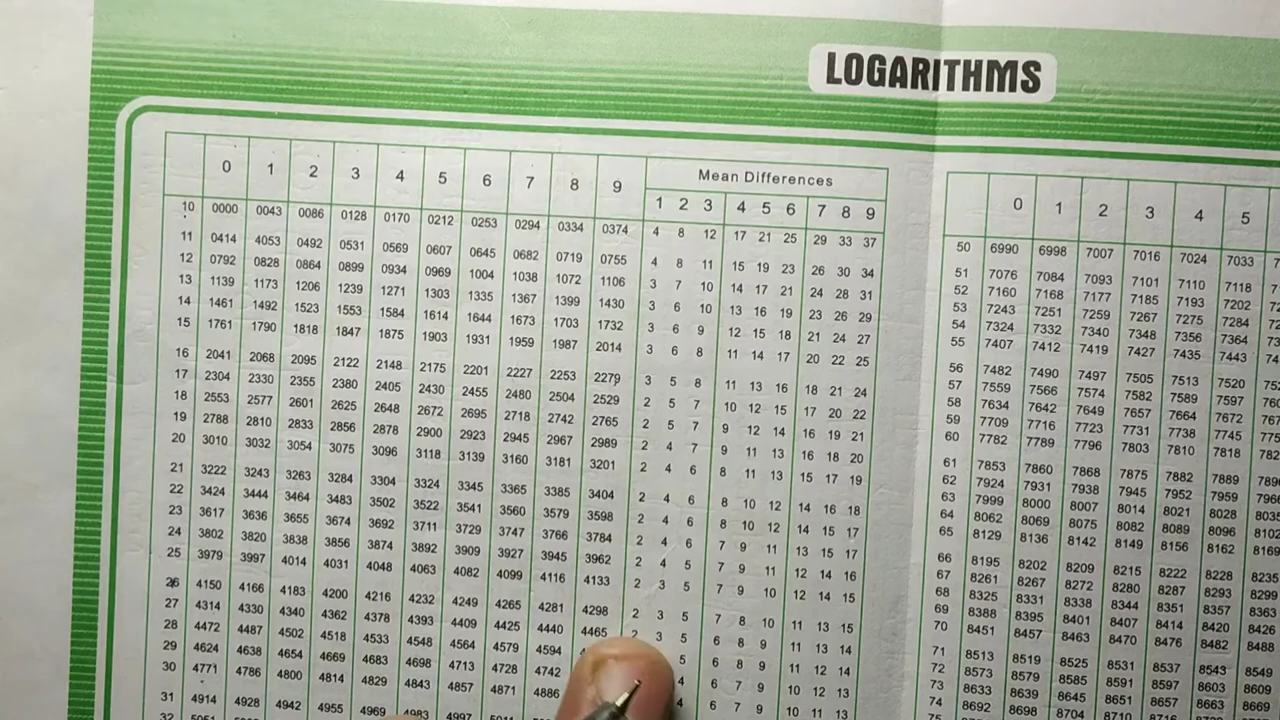 LOGARITHMS
Mean Differences
0 1 2 3 4 5 6 7 8 9 1 2 3 4 5 6 7 8 9
10 0000 0043 0086 0128 0170 0212 0253 0294 0334 0374 4 8 12 17 21 25 29 33 37
11 0414 4053 0492 0531 0569 0607 0645 0682 0719 0755 4 8 11 15 19 23 26 30 34
12 0792 0828 0864 0899 0934 0969 1004 1038 1072 1106 3 7 10 14 17 21 24 28 31
13 1139 1173 1206 1239 1271 1303 1335 1367 1399 1430 3 6 10 13 16 19 23 26 29
14 1461 1492 1523 1553 1584 1614 1644 1673 1703 1732 3 6 9 12 15 18 21 24 27
15 1761 1790 1818 1847 1875 1903 1931 1959 1987 2014 3 6 8 11 14 17 20 22 25
16 2041 2068 2095 2122 2148 2175 2201 2227 2253 2279 3 5 8 11 13 16 18 21 24
17 2304 2330 2355 2380 2405 2430 2455 2480 2504 2529 2 5 7 10 12 15 17 20 22
18 2553 2577 2601 2625 2648 2672 2695 2718 2742 2765 2 5 7 9 12 14 16 19 21
19 2788 2810 2833 2856 2878 2900 2923 2945 2967 2989 2 4 7 9 11 13 16 18 20
20 3010 3032 3054 3075 3096 3118 3139 3160 3181 3201 2 4 6 8 11 13 15 17 19
21 3222 3243 3263 3284 3304 3324 3345 3365 3385 3404 2 4 6 8 10 12 14 16 18
22 3424 3444 3464 3483 3502 3522 3541 3560 3579 3598 2 4 6 8 10 12 14 15 17
23 3617 3636 3655 3674 3692 3711 3729 3747 3766 3784 2 4 6 7 9 11 13 15 17
24 3802 3820 3838 3856 3874 3892 3909 3927 3945 3962 2 4 5 7 9 11 12 14 16
25 3979 3997 4014 4031 4048 4063 4082 4099 4116 4133 2 3 5 7 9 10 12 14 15
26 4150 4166 4183 4200 4216 4232 4249 4265 4281 4298 2 3 5 7 8 10 11 13 15
27 4314 4330 4340 4362 4378 4393 4409 4425 4440 4465 2 3 5 6 8 9 11 13 14
28 4472 4487 4502 4518 4533 4548 4564 4579 4594 5 6 8 9 11 12 14
29 4624 4638 4654 4669 4683 4698 4713 4728 4742 4 6 7 9 10 12 13
30 4771 4786 4800 4814 4829 4843 4857 4871 4886 4 6 7 9 10 11 13
31 4914 4928 4942 4955 4969 4983 4997
0 1 2 3 4 5
50 6990 6998 7007 7016 7024 7033
51 7076 7084 7093 7101 7110 7118
52 7160 7168 7177 7185 7193 7202
53 7243 7251 7259 7267 7275 7284
54 7324 7332 7340 7348 7356 7364
55 7407 7412 7419 7427 7435 7443
56 7482 7490 7497 7505 7513 7520
57 7559 7566 7574 7582 7589 7597
58 7634 7642 7649 7657 7664 7672
59 7709 7716 7723 7731 7738 7745
60 7782 7789 7796 7803 7810 7818
61 7853 7860 7868 7875 7882 7889
62 7924 7931 7938 7945 7952 7959
63 7999 8000 8007 8014 8021 8028
64 8062 8069 8075 8082 8089 8096
65 8129 8136 8142 8149 8156 8162
66 8195 8202 8209 8215 8222 8228 8235
67 8261 8267 8272 8280 8287 8293 8299
68 8325 8331 8338 8344 8351 8357 8363
69 8388 8395 8401 8407 8414 8420 8426
70 8451 8457 8463 8470 8476 8482 8488
71 8513 8519 8525 8531 8537 8543 8549
72 8573 8579 8585 8591 8597 8603 8609
73 8633 8639 8645 8651 8657 8663 8669
74 8692 8698 8704 8710